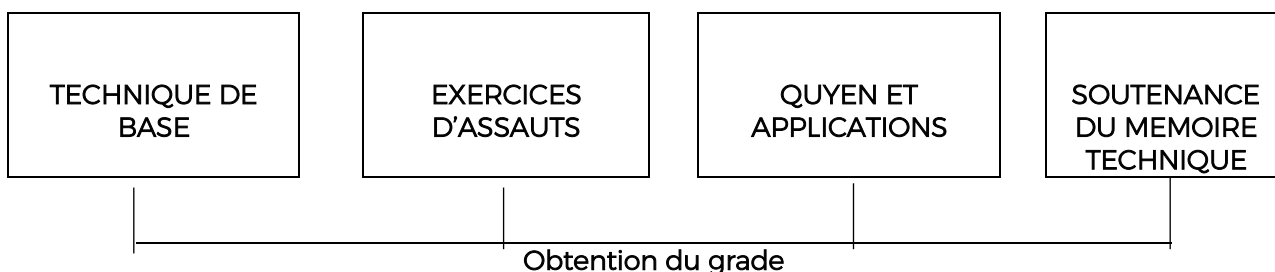 TECHNIQUE DE
BASE
EXERCICES
D'ASSAUTS
QUYEN ET
APPLICATIONS
SOUTENANCE
DU MEMOIRE
TECHNIQUE
Obtention du grade